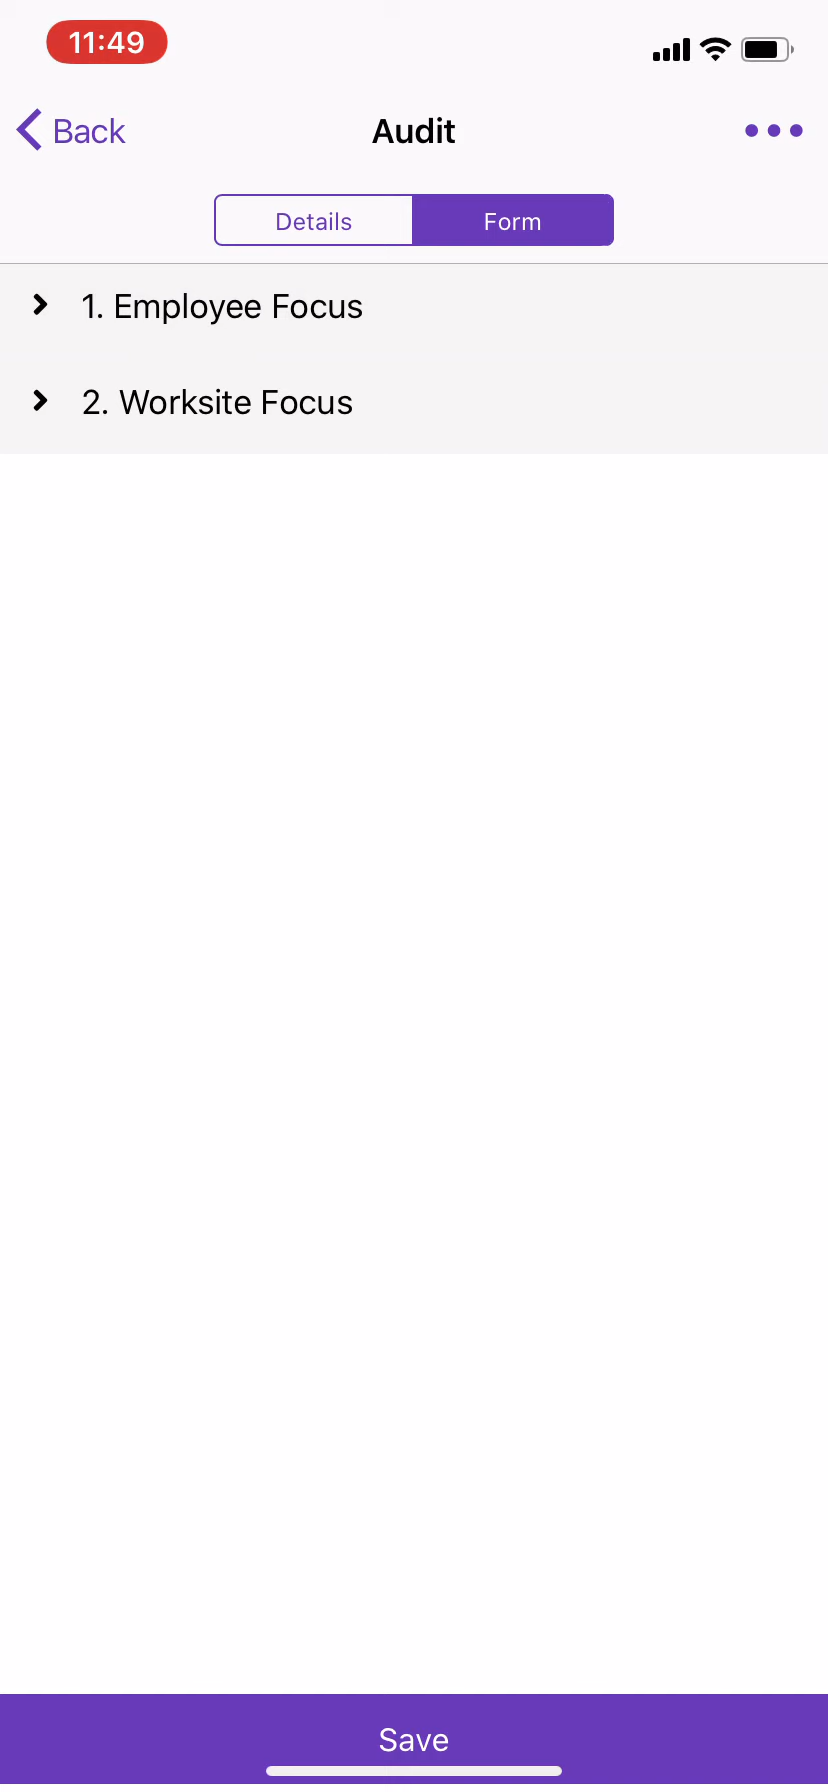 11:49
Back
Audit
Details
Form
1. Employee Focus
2. Worksite Focus
Save